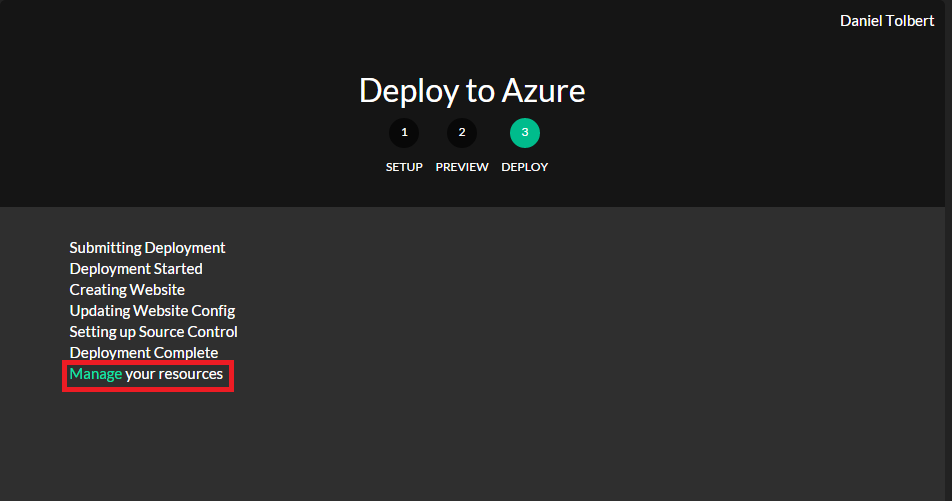 Daniel Tolbert
Deploy to Azure
1 2 3
SETUP PREVIEW DEPLOY
Submitting Deployment
Deployment Started
Creating Website
Updating Website Config
Setting up Source Control
Deployment Complete
Manage your resources